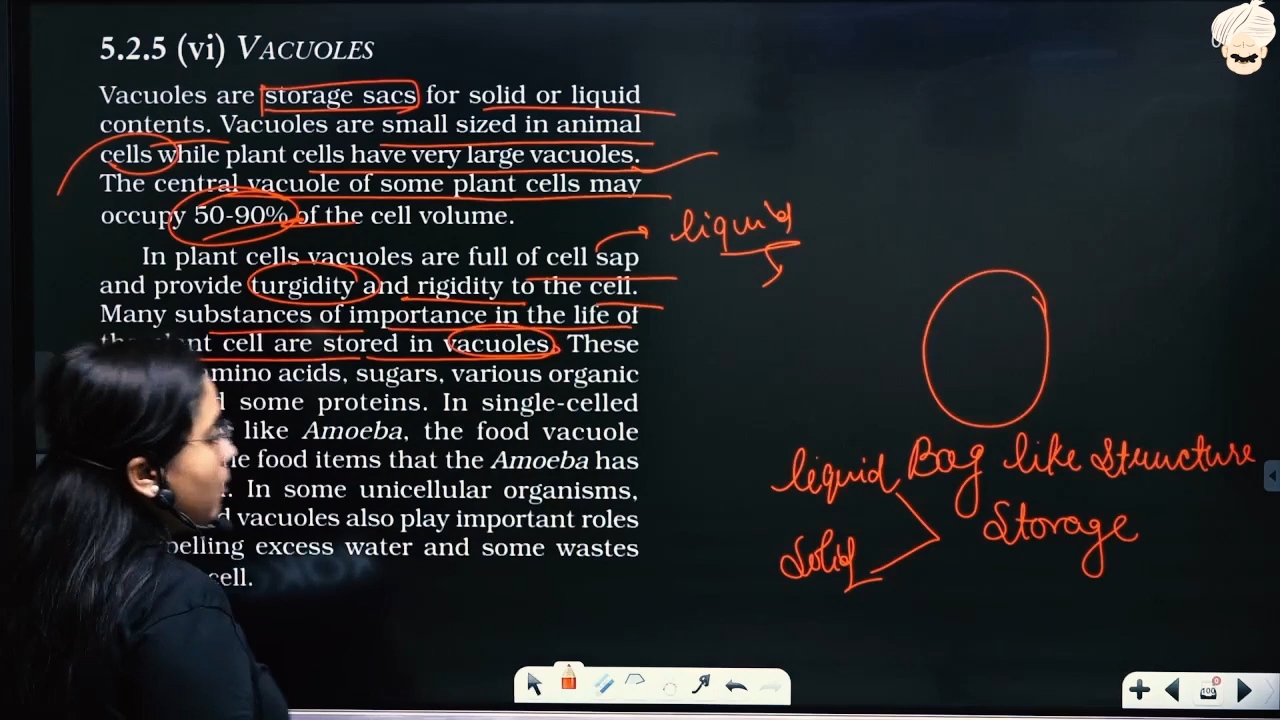 5.2.5 (vi) VACUOLES
Vacuoles are storage sacs for solid or liquid
contents. Vacuoles are small sized in animal
cells while plant cells have very large vacuoles.
The central vacuole of some plant cells may
occupy 50-90% of the cell volume.
In plant cells vacuoles are full of cell sap
and provide turgidity and rigidity to the cell.
Many substances of importance in the life of
cell are stored in vacuoles. These
amino acids, sugars, various organic
some proteins. In single-celled
like Amoeba, the food vacuole
food items that the Amoeba has
In some unicellular organisms,
vacuoles also play important roles
excess water and some wastes
cell.
liquid
Bag like Structure
Storage
liquid
Solid
100